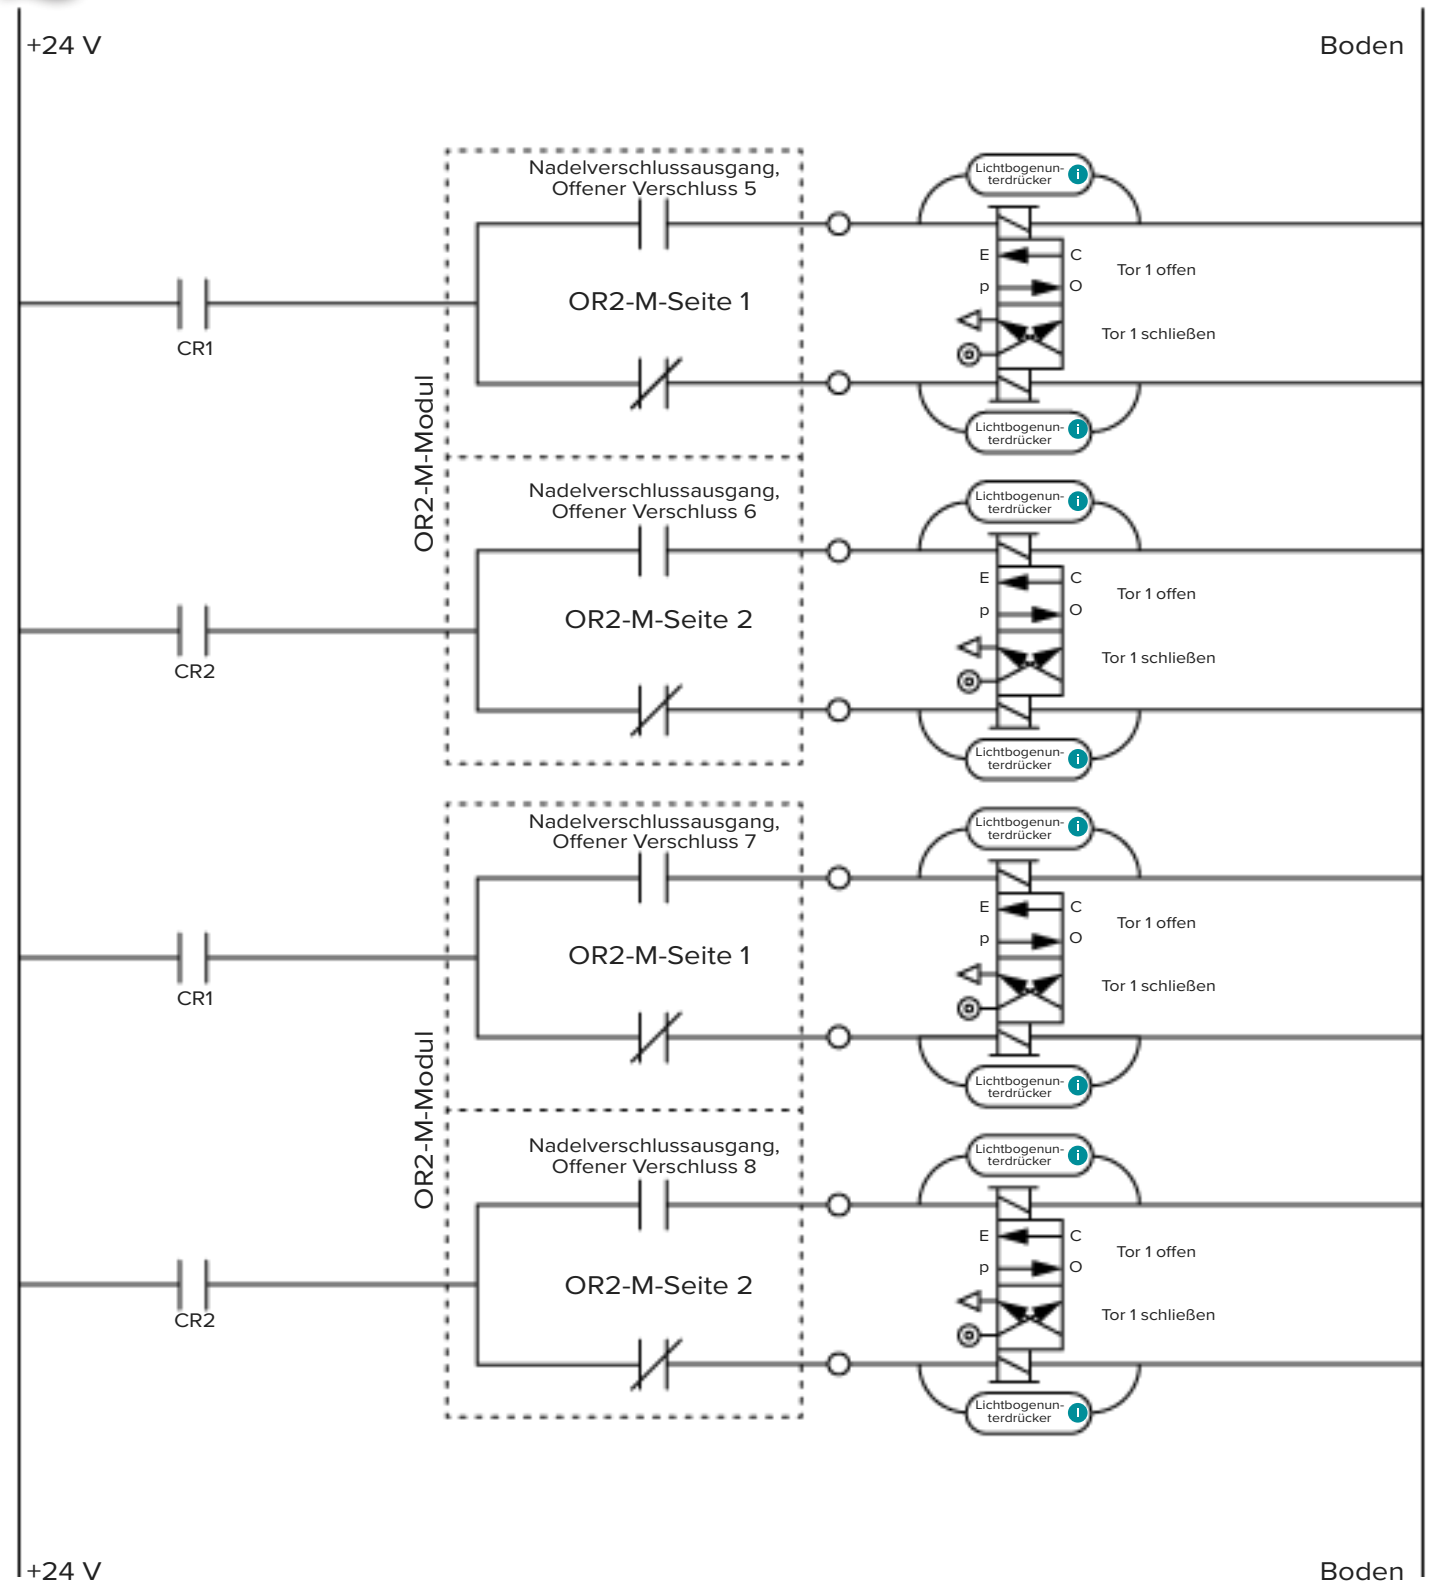 +24 V
Boden
Nadelverschlussausgang,
Offener Verschluss 5
Lichtbogenun-
terdrücker
i
E
C
Tor 1 offen
p
O
OR2-M-Seite 1
Tor 1 schließen
CR1
Lichtbogenun-
terdrücker
i
OR2-M-Modul
Nadelverschlussausgang,
Offener Verschluss 6
Lichtbogenun-
terdrücker
i
E
C
Tor 1 offen
p
O
OR2-M-Seite 2
Tor 1 schließen
CR2
Lichtbogenun-
terdrücker
i
Nadelverschlussausgang,
Offener Verschluss 7
Lichtbogenun-
terdrücker
i
E
C
Tor 1 offen
p
O
OR2-M-Seite 1
Tor 1 schließen
CR1
Lichtbogenun-
terdrücker
i
OR2-M-Modul
Nadelverschlussausgang,
Offener Verschluss 8
Lichtbogenun-
terdrücker
i
E
C
Tor 1 offen
p
O
OR2-M-Seite 2
Tor 1 schließen
CR2
Lichtbogenun-
terdrücker
I
+24 V
Boden